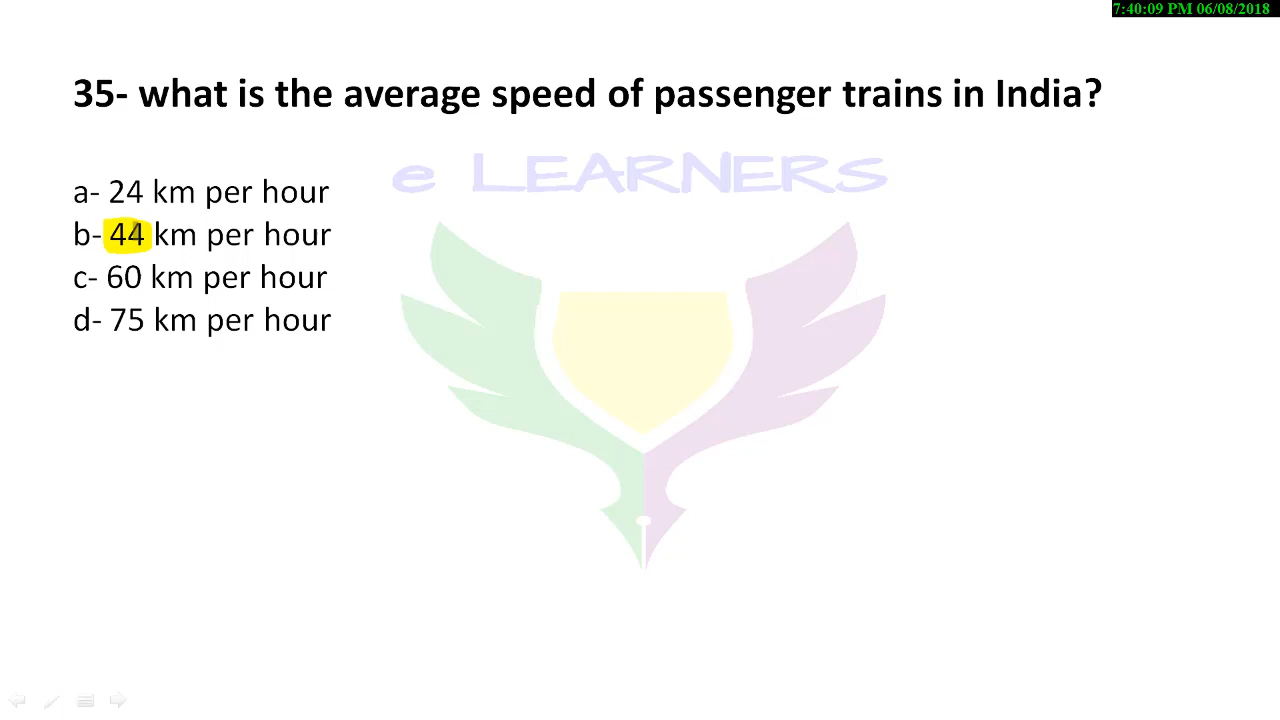 7:40:09 PM 06/08/2018
35- what is the average speed of passenger trains in India?
e LEARNERS
a- 24 km per hour
b- 44 km per hour
c- 60 km per hour
d- 75 km per hour